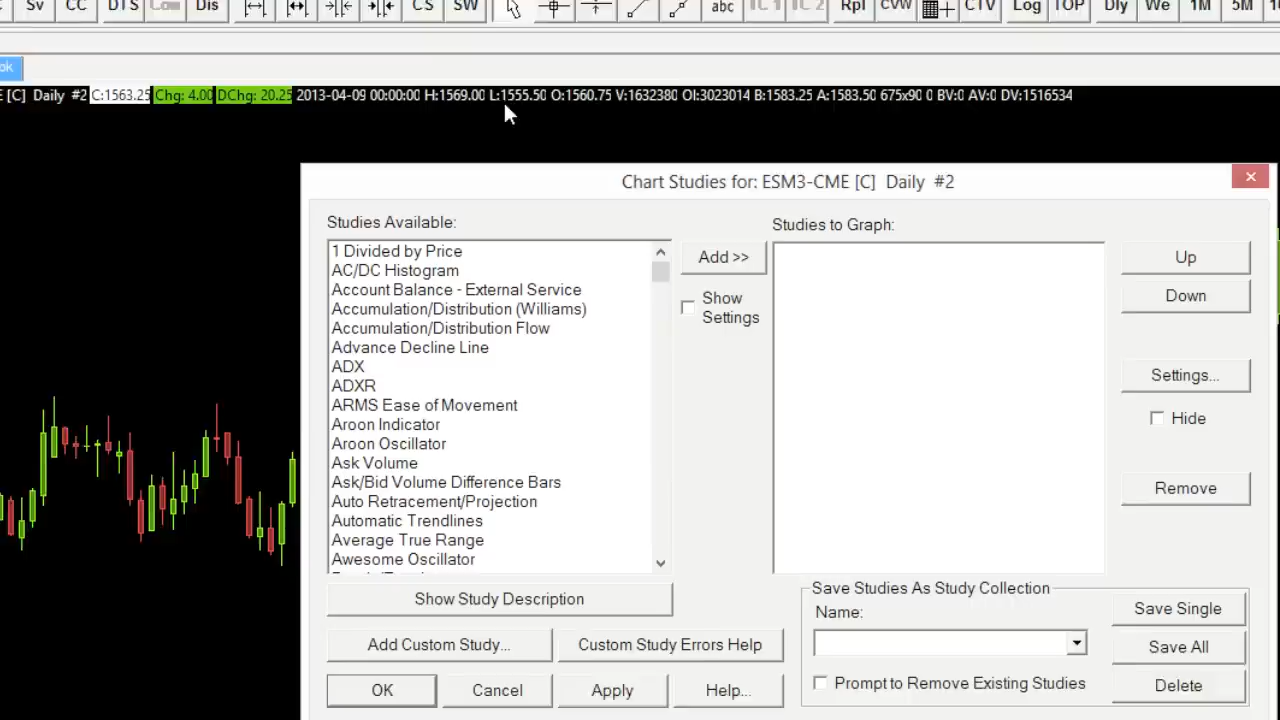 Sv CC DTS Low Dis CS SW abc TC 1 TC 2 Rpl CVW CTV Log TOP Dly We 1M 5M
ok
E [C] Daily #2 C:1563.25 Chg: 4.00 DChg: 20.25 2013-04-09 00:00:00 H:1569.00 L:1555.50 O:1560.75 V:1632380 OI:3023014 B:1583.25 A:1583.50 675x90 0 BV:0 AV:0 DV:1516534
Chart Studies for: ESM3-CME [C] Daily #2
Studies Available:
1 Divided by Price
AC/DC Histogram
Account Balance - External Service
Accumulation/Distribution (Williams)
Accumulation/Distribution Flow
Advance Decline Line
ADX
ADXR
ARMS Ease of Movement
Aroon Indicator
Aroon Oscillator
Ask Volume
Ask/Bid Volume Difference Bars
Auto Retracement/Projection
Automatic Trendlines
Average True Range
Awesome Oscillator
Show Study Description
Add Custom Study...
Custom Study Errors Help
OK
Cancel
Apply
Help...
Add >>
Show
Settings
Studies to Graph:
Up
Down
Settings...
Hide
Remove
Save Studies As Study Collection
Name:
Prompt to Remove Existing Studies
Save Single
Save All
Delete